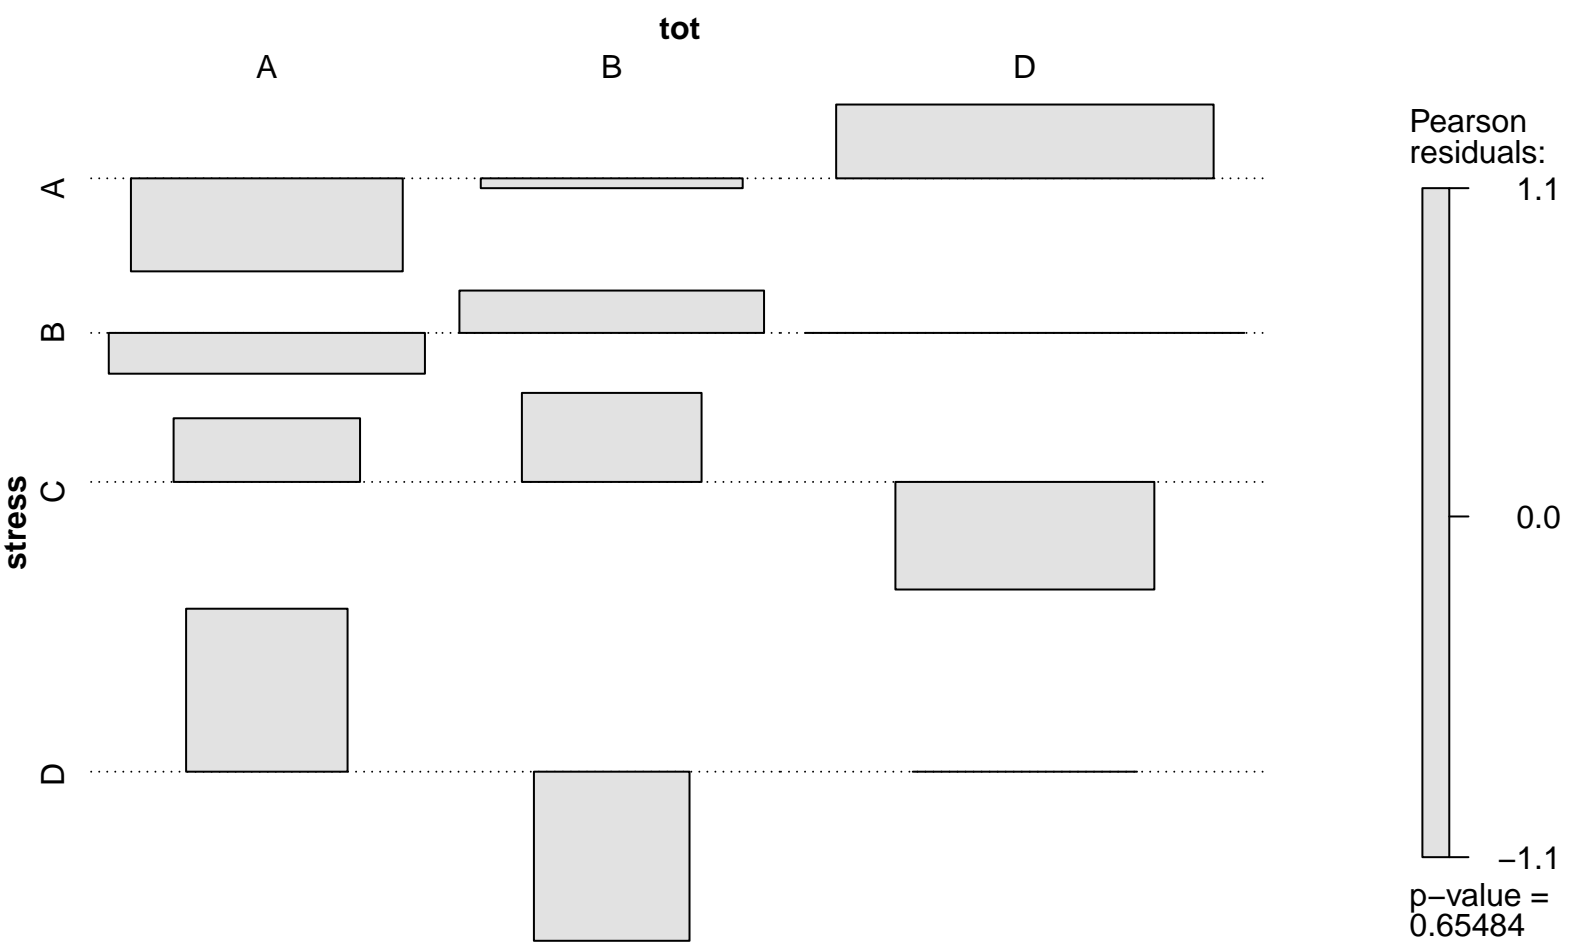 tot
A B D
A
B
C
D
stress
Pearson
residuals:
1.1
0.0
−1.1
p−value =
0.65484